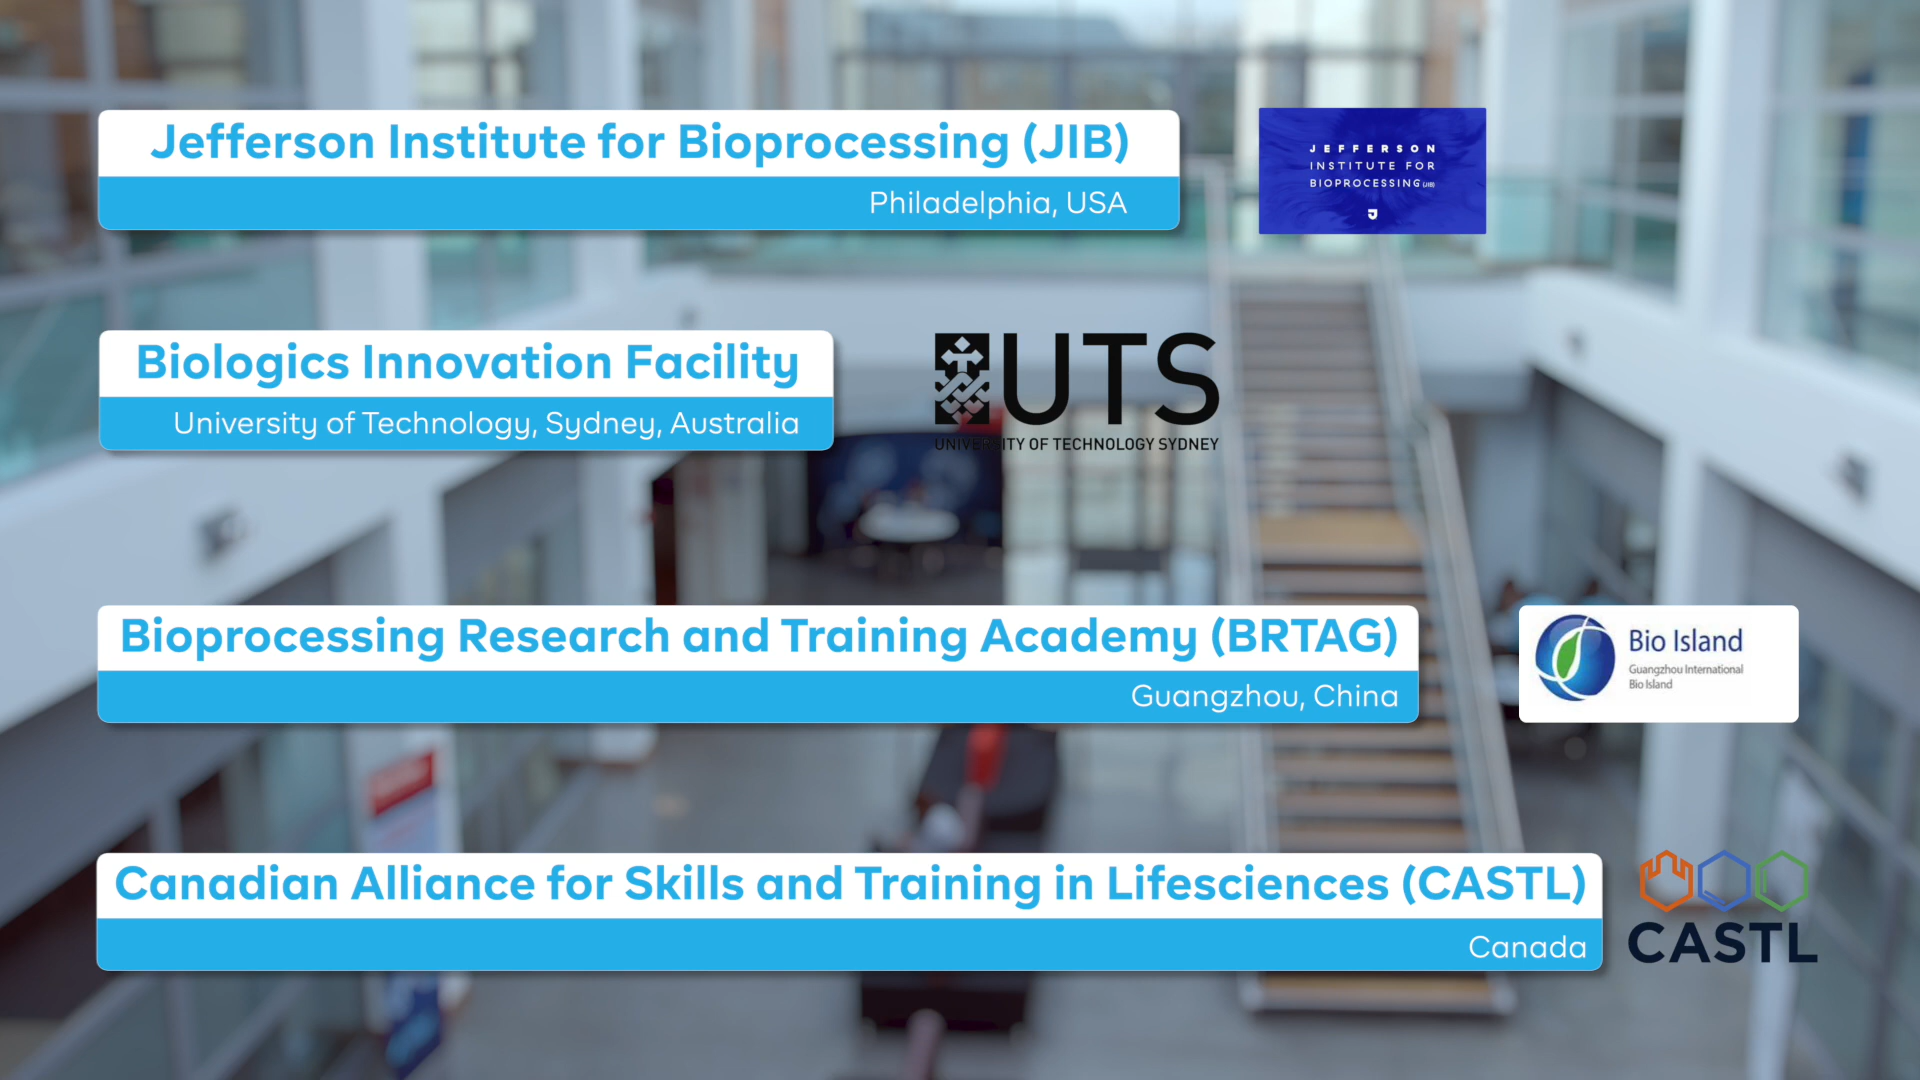 Jefferson Institute for Bioprocessing (JIB)
Philadelphia, USA
JEFFERSON
INSTITUTE FOR
BIOPROCESSING (JIB)
Biologics Innovation Facility
University of Technology, Sydney, Australia
UTS
UNIVERSITY OF TECHNOLOGY SYDNEY
Bioprocessing Research and Training Academy (BRTAG)
Guangzhou, China
Bio Island
Guangzhou International
Bio Island
Canadian Alliance for Skills and Training in Lifesciences (CASTL)
Canada
CASTL